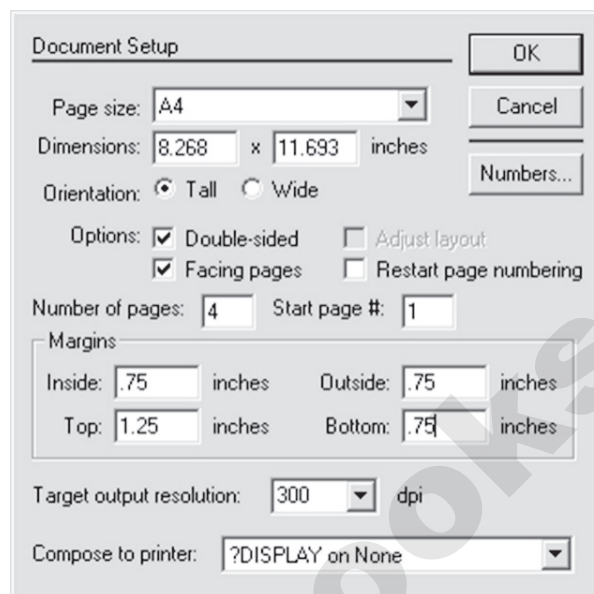 Document Setup
OK
Page size: A4
Cancel
Dimensions: 8.268 x 11.693 inches
Numbers...
Orientation: Tall Wide
Options: Double-sided Adjust layout
Facing pages Restart page numbering
Number of pages: 4 Start page #: 1
Margins
Inside: .75 inches Outside: .75 inches
Top: 1.25 inches Bottom: .75 inches
Target output resolution: 300 dpi
Compose to printer: ?DISPLAY on None
ooks